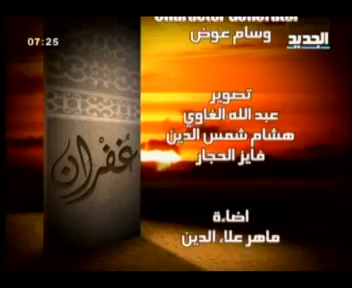 Character Generator
وسام عوض
الجديد
07:25
تصوير
عبد الله الغاوي
هشام شمس الدين
فايز الحجار
غفران
اضاءة
ماهر علاء الدين